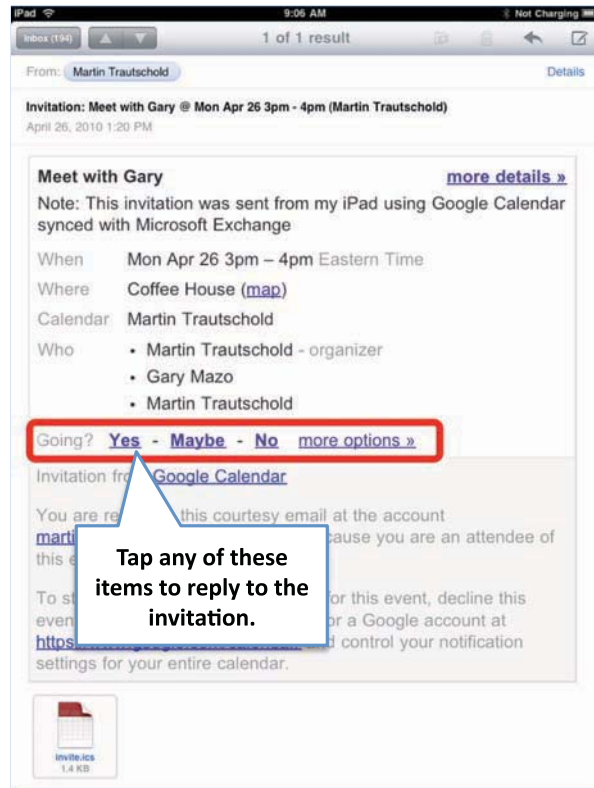 iPad 9:06 AM Not Charging
Inbox (194) 1 of 1 result
From: Martin Trautschold Details
Invitation: Meet with Gary @ Mon Apr 26 3pm - 4pm (Martin Trautschold)
April 26, 2010 1:20 PM
Meet with Gary more details »
Note: This invitation was sent from my iPad using Google Calendar
synced with Microsoft Exchange
When Mon Apr 26 3pm – 4pm Eastern Time
Where Coffee House (map)
Calendar Martin Trautschold
Who • Martin Trautschold - organizer
• Gary Mazo
• Martin Trautschold
Going? Yes - Maybe - No more options »
Invitation Google Calendar
You are this courtesy email at the account
you are an attendee of
this
Tap any of these
items to reply to the
invitation.
To for this event, decline this
or a Google account at
control your notification
settings for your entire calendar.
invite.ics
1.4 KB